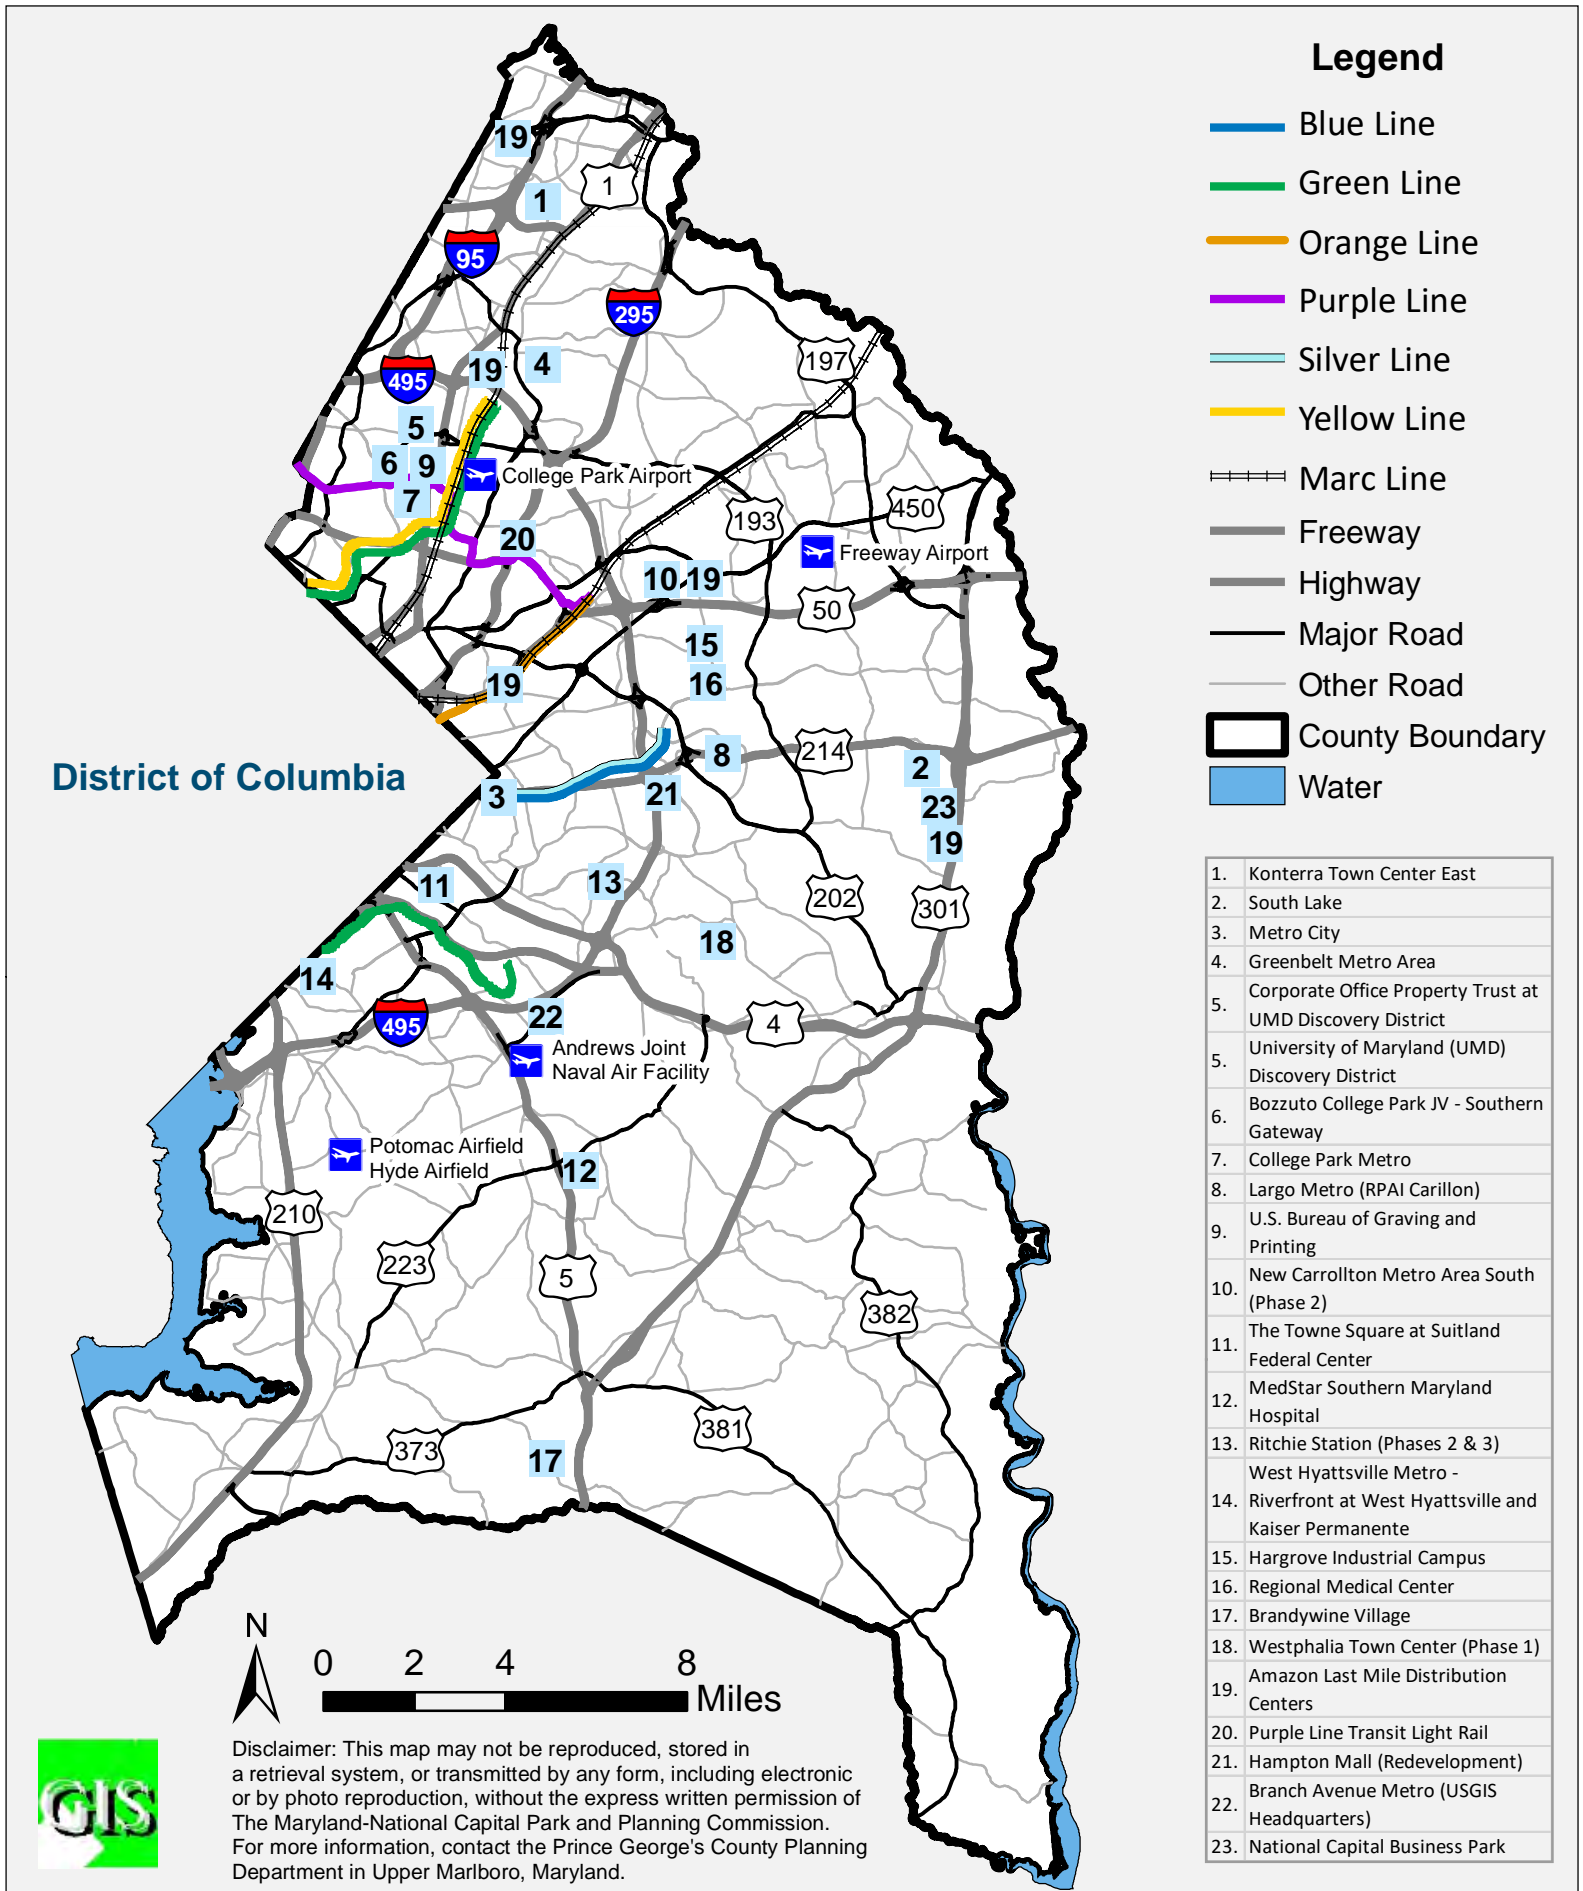 Legend
Blue Line
Green Line
Orange Line
Purple Line
Silver Line
Yellow Line
Marc Line
Freeway
Highway
Major Road
Other Road
County Boundary
Water
19
1
1
95
295
197
19
4
495
5
6
9
College Park Airport
7
193
450
20
Freeway Airport
10
19
50
15
16
19
District of Columbia
8
214
2
3
21
23
19
11
13
202
301
18
14
495
22
4
Andrews Joint
Naval Air Facility
Potomac Airfield
Hyde Airfield
12
210
223
5
382
381
373
17
1. Konterra Town Center East
2. South Lake
3. Metro City
4. Greenbelt Metro Area
5. Corporate Office Property Trust at
UMD Discovery District
5. University of Maryland (UMD)
Discovery District
6. Bozzuto College Park JV - Southern
Gateway
7. College Park Metro
8. Largo Metro (RPAI Carillon)
9. U.S. Bureau of Graving and
Printing
10. New Carrollton Metro Area South
(Phase 2)
11. The Towne Square at Suitland
Federal Center
12. MedStar Southern Maryland
Hospital
13. Ritchie Station (Phases 2 & 3)
14. West Hyattsville Metro -
Riverfront at West Hyattsville and
Kaiser Permanente
15. Hargrove Industrial Campus
16. Regional Medical Center
17. Brandywine Village
18. Westphalia Town Center (Phase 1)
19. Amazon Last Mile Distribution
Centers
20. Purple Line Transit Light Rail
21. Hampton Mall (Redevelopment)
22. Branch Avenue Metro (USGIS
Headquarters)
23. National Capital Business Park
N
0 2 4 8
Miles
GIS
Disclaimer: This map may not be reproduced, stored in
a retrieval system, or transmitted by any form, including electronic
or by photo reproduction, without the express written permission of
The Maryland-National Capital Park and Planning Commission.
For more information, contact the Prince George's County Planning
Department in Upper Marlboro, Maryland.